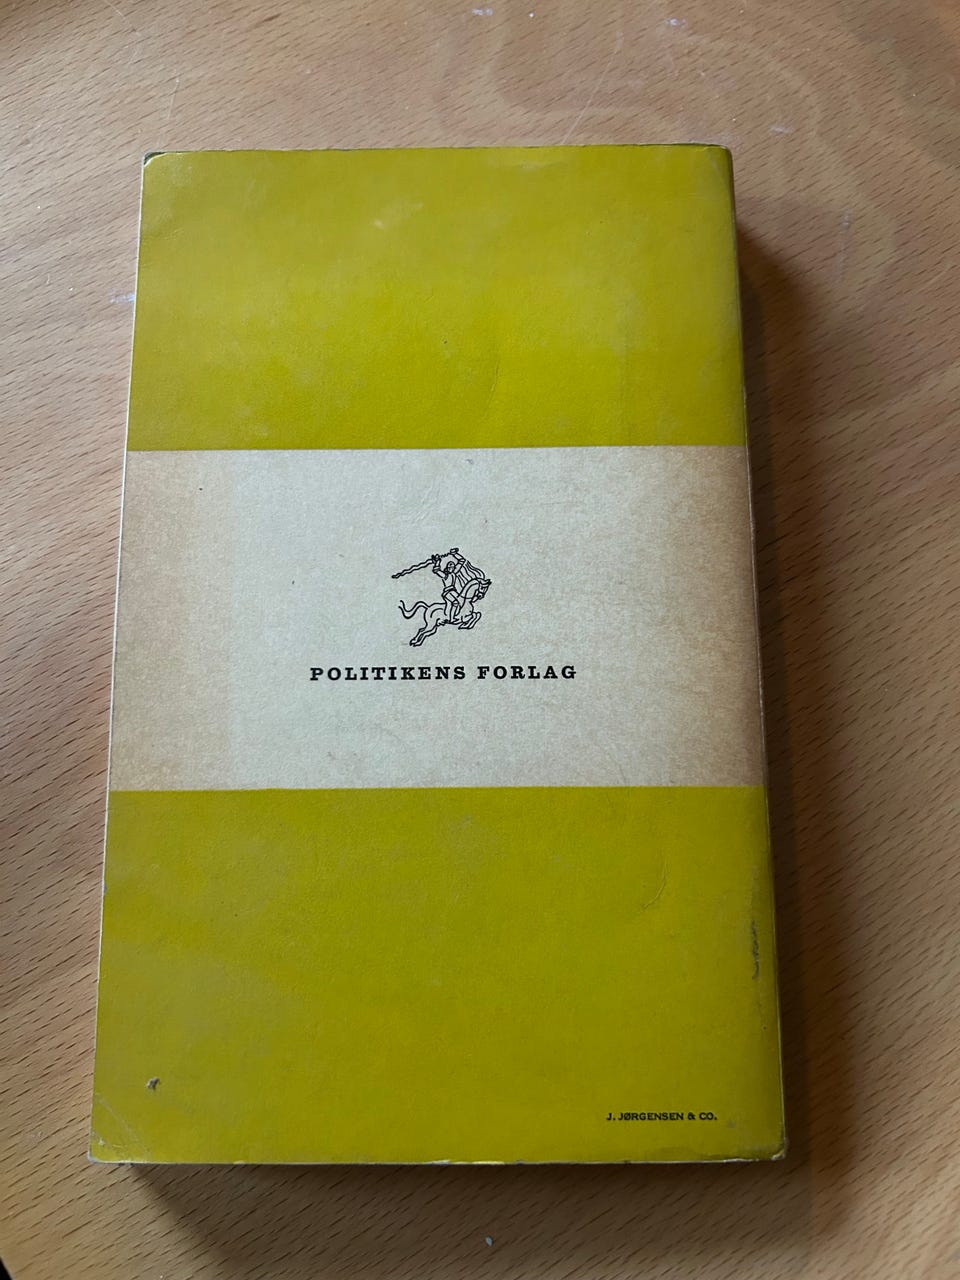 POLITIKENS FORLAG
J. JØRGENSEN & CO.